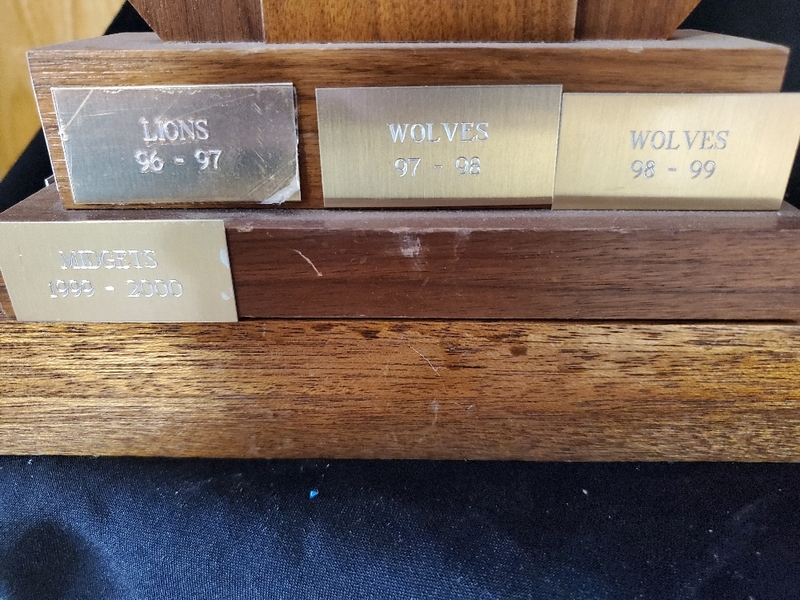 LIONS
96 - 97
WOLVES
97 - 98
WOLVES
98 - 99
MIDGETS
1999 - 2000